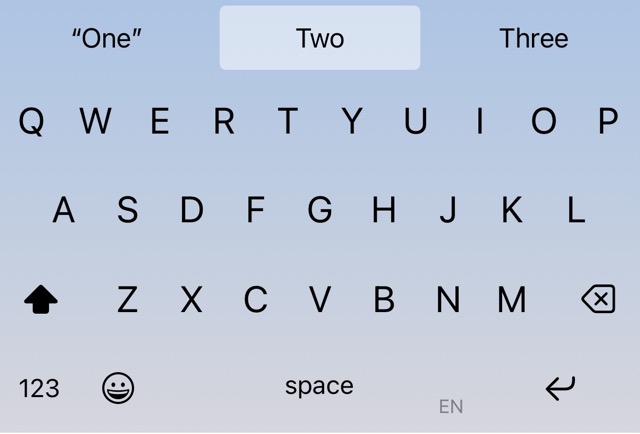 “One” Two Three
Q W E R T Y U I O P
A S D F G H J K L
Z X C V B N M
123 space EN